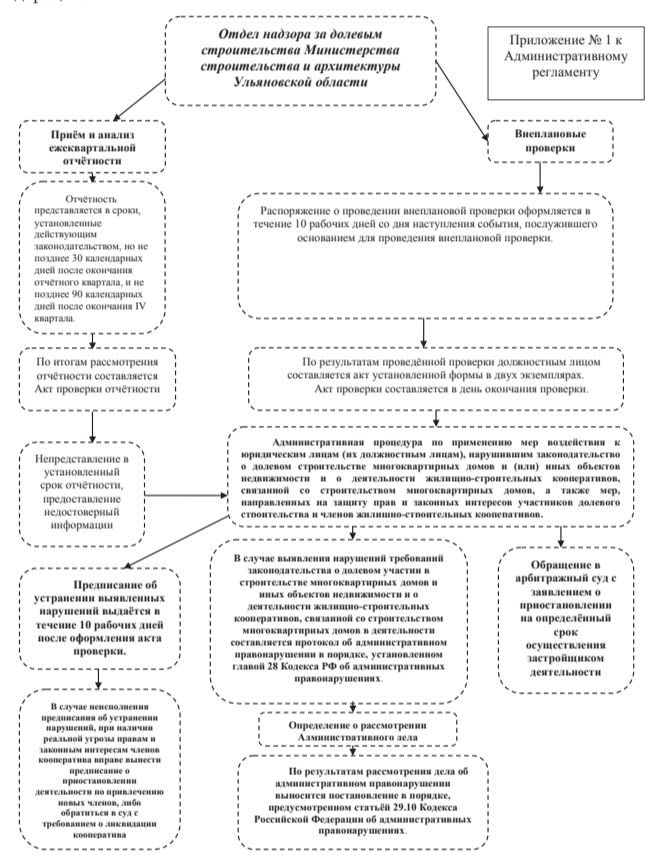 Отдел надзора за долевым
строительства Министерства
строительства и архитектуры
Ульяновской области
Приложение № 1 к
Административному
регламенту
Приём и анализ
ежеквартальной
отчётности
Внеплановые
проверки
Отчётность
представляется в сроки,
установленные
действующим
законодательством, но не
позднее 30 календарных
дней после окончания
отчётного квартала, и не
позднее 90 календарных
дней после окончания IV
квартала.
Распоряжение о проведении внеплановой проверки оформляется в
течение 10 рабочих дней со дня наступления события, послужившего
основанием для проведения внеплановой проверки.
По итогам рассмотрения
отчётности составляется
Акт проверки отчётности
По результатам проведённой проверки должностным лицом
составляется акт установленной формы в двух экземплярах.
Акт проверки составляется в день окончания проверки.
Непредставление в
установленный
срок отчётности,
предоставление
недостоверный
информации
Административная процедура по применению мер воздействия к
юридическим лицам (их должностным лицам), нарушившим законодательство
о долевом строительстве многоквартирных домов и (или) иных объектов
недвижимости и о деятельности жилищно-строительных кооперативов,
связанной со строительством многоквартирных домов, а также мер,
направленных на защиту прав и законных интересов участников долевого
строительства и членов жилищно-строительных кооперативов.
Предписание об
устранении выявленных
нарушений выдаётся в
течение 10 рабочих дней
после оформления акта
проверки.
В случае выявления нарушений требований
законодательства о долевом участии в
строительстве многоквартирных домов и
иных объектов недвижимости и о
деятельности жилищно-строительных
кооперативов, связанной со строительством
многоквартирных домов в деятельности
составляется протокол об административном
правонарушении в порядке, установленном
главой 28 Кодекса РФ об административных
правонарушениях.
Обращение в
арбитражный суд с
заявлением о
приостановлении
на определённый
срок
осуществления
застройщиком
деятельности
В случае неисполнения
предписания об устранении
нарушений, при наличии
реальной угрозы правам и
законным интересам членов
кооператива вправе вынести
предписание о
приостановлении
деятельности по привлечению
новых членов, либо
обратиться в суд с
требованием о ликвидации
кооператива
Определение о рассмотрении
Административного дела
По результатам рассмотрения дела об
административном правонарушении
выносится постановление в порядке,
предусмотренном статьёй 29.10 Кодекса
Российской Федерации об административных
правонарушениях.